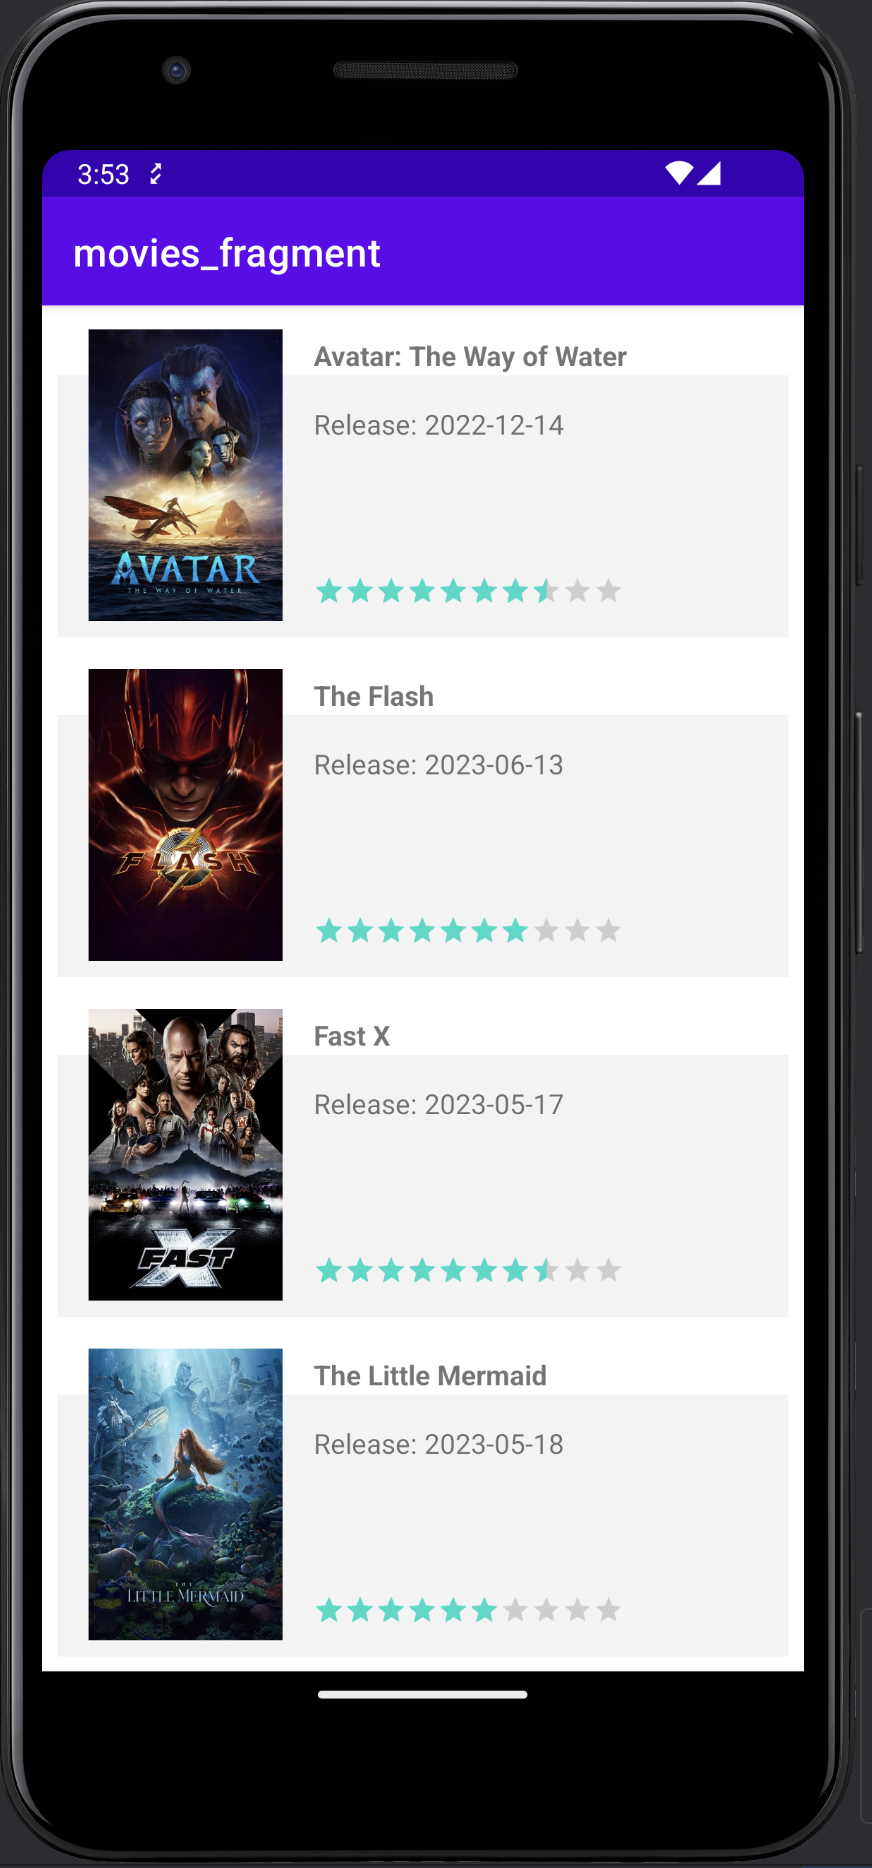 3:53
movies_fragment
Avatar: The Way of Water
Release: 2022-12-14
AVATAR
THE WAY OF WATER
The Flash
Release: 2023-06-13
FLASH
Fast X
Release: 2023-05-17
FAST X
The Little Mermaid
Release: 2023-05-18
THE
LITTLE MERMAID